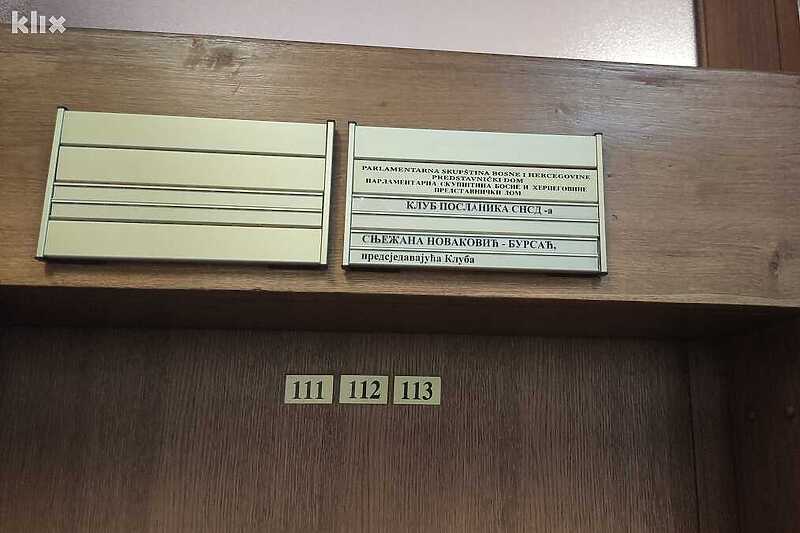 klix
PARLAMENTARNA SKUPŠTINA BOSNE I HERCEGOVINE
PREDSTAVNIČKI DOM
ПАРЛАМЕНТАРНА СКУПШТИНА БОСНЕ И ХЕРЦЕГОВИНЕ
ПРЕДСТАВНИЧКИ ДОМ
КЛУБ ПОСЛАНИКА СНСД -а
СЊЕЖАНА НОВАКОВИЋ - БУРСАЋ,
предсједавајућа Клуба
111 112 113